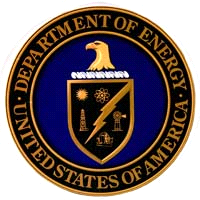 · DEPARTMENT OF ENERGY ·
UNITED STATES OF AMERICA